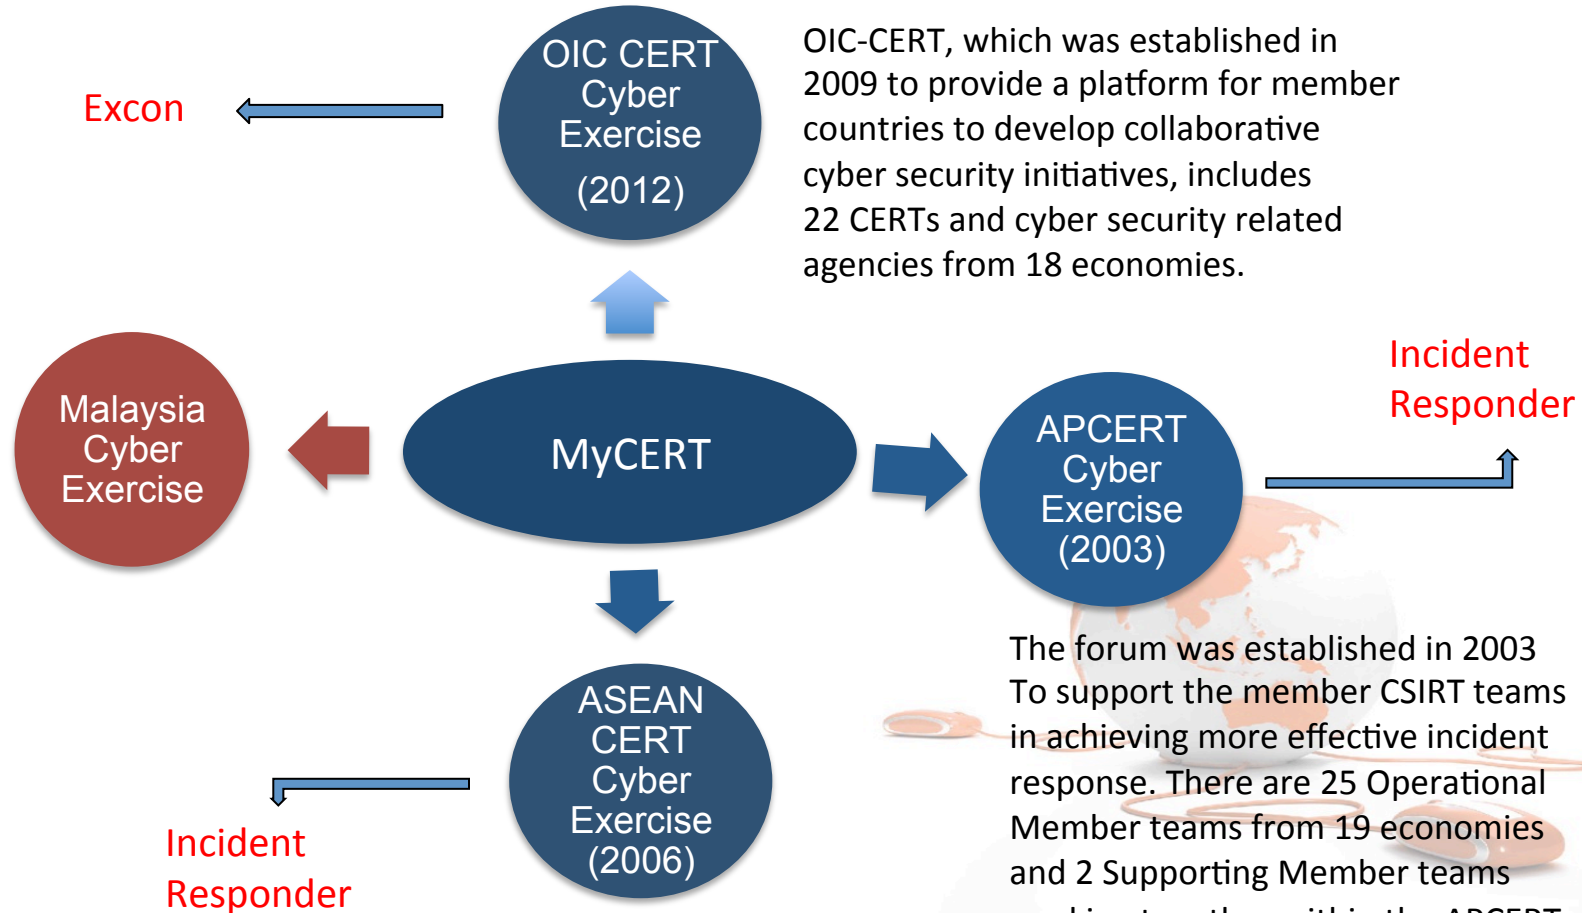 OIC CERT
Cyber
Exercise
(2012)
OIC-CERT, which was established in
2009 to provide a platform for member
countries to develop collaborative
cyber security initiatives, includes
22 CERTs and cyber security related
agencies from 18 economies.
Excon
Malaysia
Cyber
Exercise
MyCERT
APCERT
Cyber
Exercise
(2003)
Incident
Responder
The forum was established in 2003
To support the member CSIRT teams
in achieving more effective incident
response. There are 25 Operational
Member teams from 19 economies
and 2 Supporting Member teams
within the APCERT
ASEAN
CERT
Cyber
Exercise
(2006)
Incident
Responder